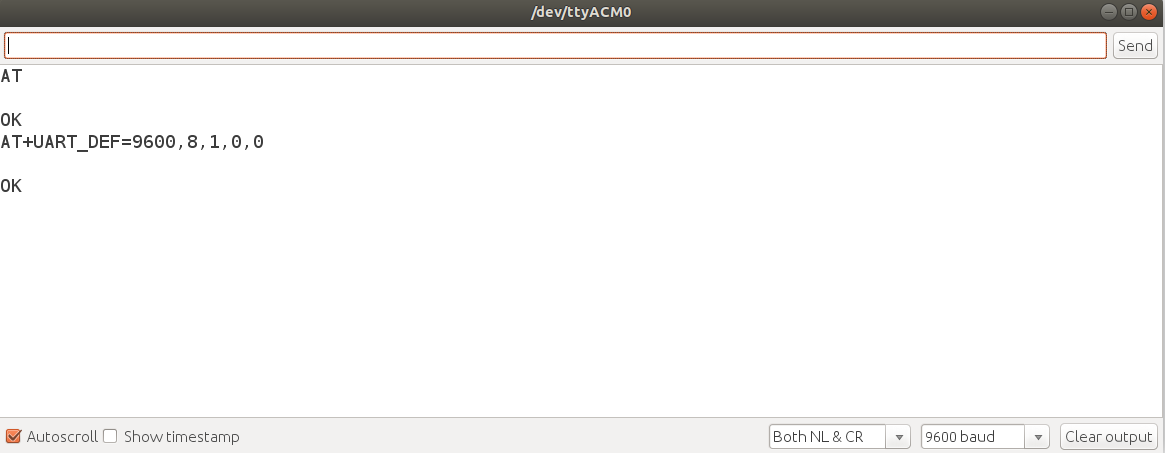 /dev/ttyACM0
Send
AT
OK
AT+UART_DEF=9600,8,1,0,0
OK
Autoscroll Show timestamp Both NL & CR 9600 baud Clear output